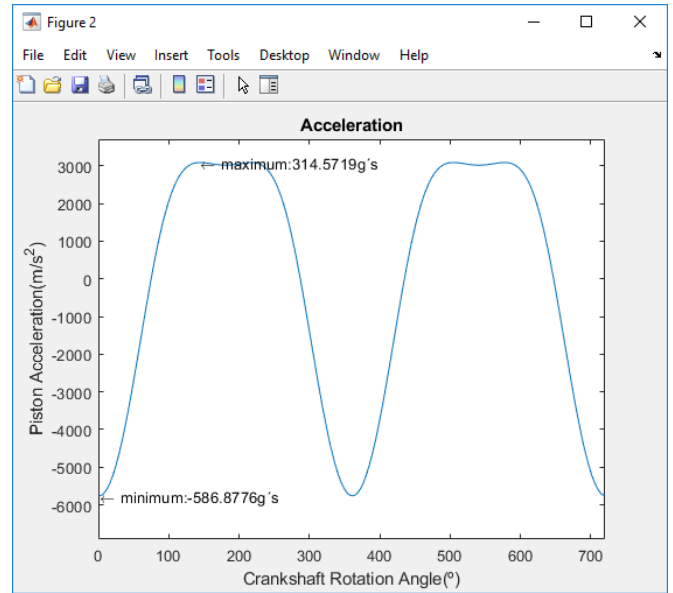 Figure 2
File Edit View Insert Tools Desktop Window Help
Acceleration
3000
2000
1000
0
-1000
-2000
-3000
-4000
-5000
-6000
Piston Acceleration(m/s²)
← maximum:314.5719g´s
← minimum:-586.8776g´s
0 100 200 300 400 500 600 700
Crankshaft Rotation Angle(º)